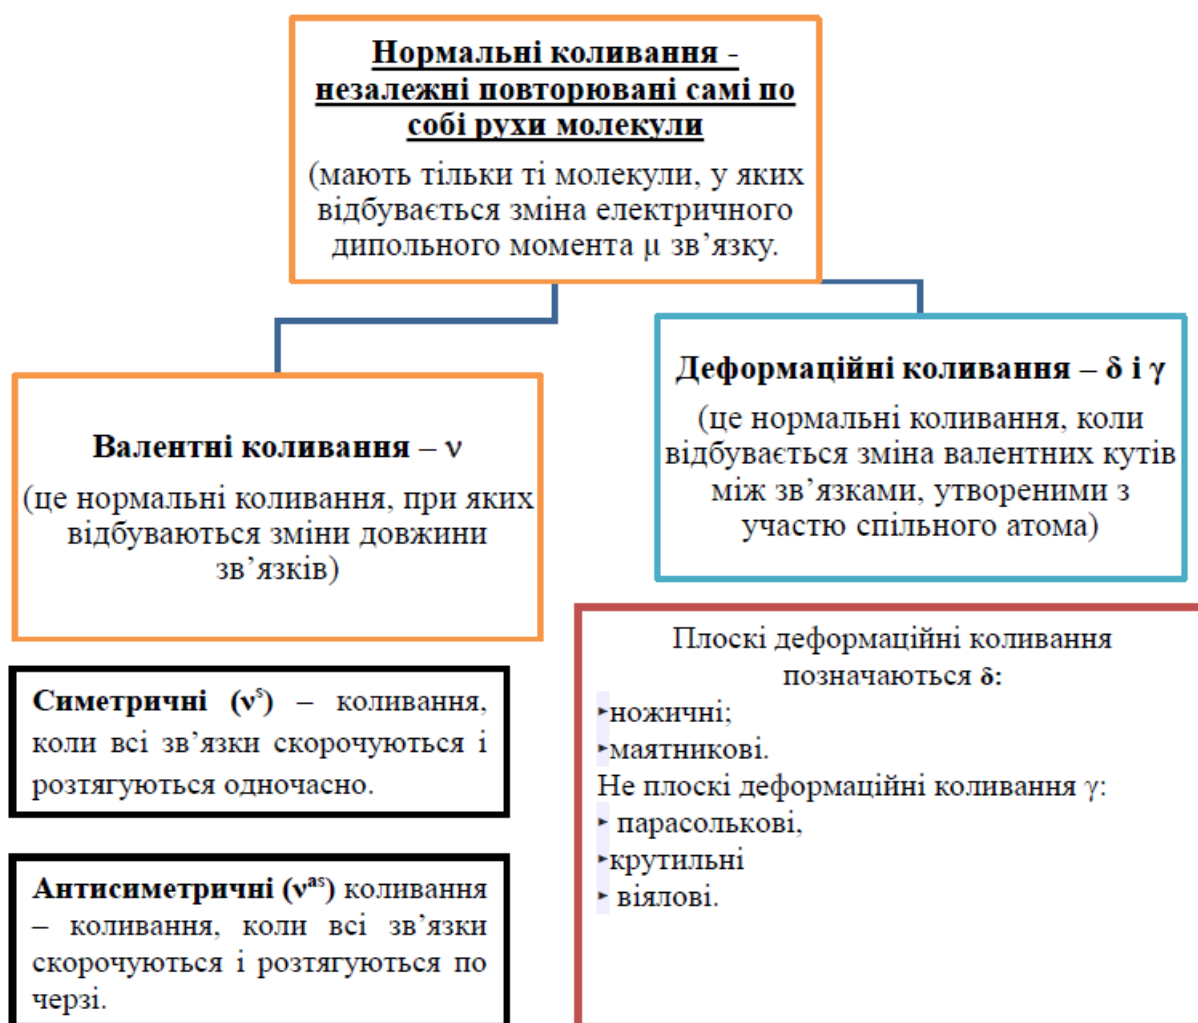 Нормальні коливання -
незалежні повторювані самі по
собі рухи молекули
(мають тільки ті молекули, у яких
відбувається зміна електричного
дипольного момента μ зв’язку.
Валентні коливання – ν
(це нормальні коливання, при яких
відбуваються зміни довжини
зв’язків)
Деформаційні коливання – δ і γ
(це нормальні коливання, коли
відбувається зміна валентних кутів
між зв’язками, утвореними з
участю спільного атома)
Симетричні (νˢ) – коливання,
коли всі зв’язки скорочуються і
розтягуються одночасно.
Антисиметричні (νᵃˢ) коливання
– коливання, коли всі зв’язки
скорочуються і розтягуються по
черзі.
Плоскі деформаційні коливання
позначаються δ:
►ножичні;
►маятникові.
Не плоскі деформаційні коливання γ:
► парасолькові,
►крутильні
► віялові.